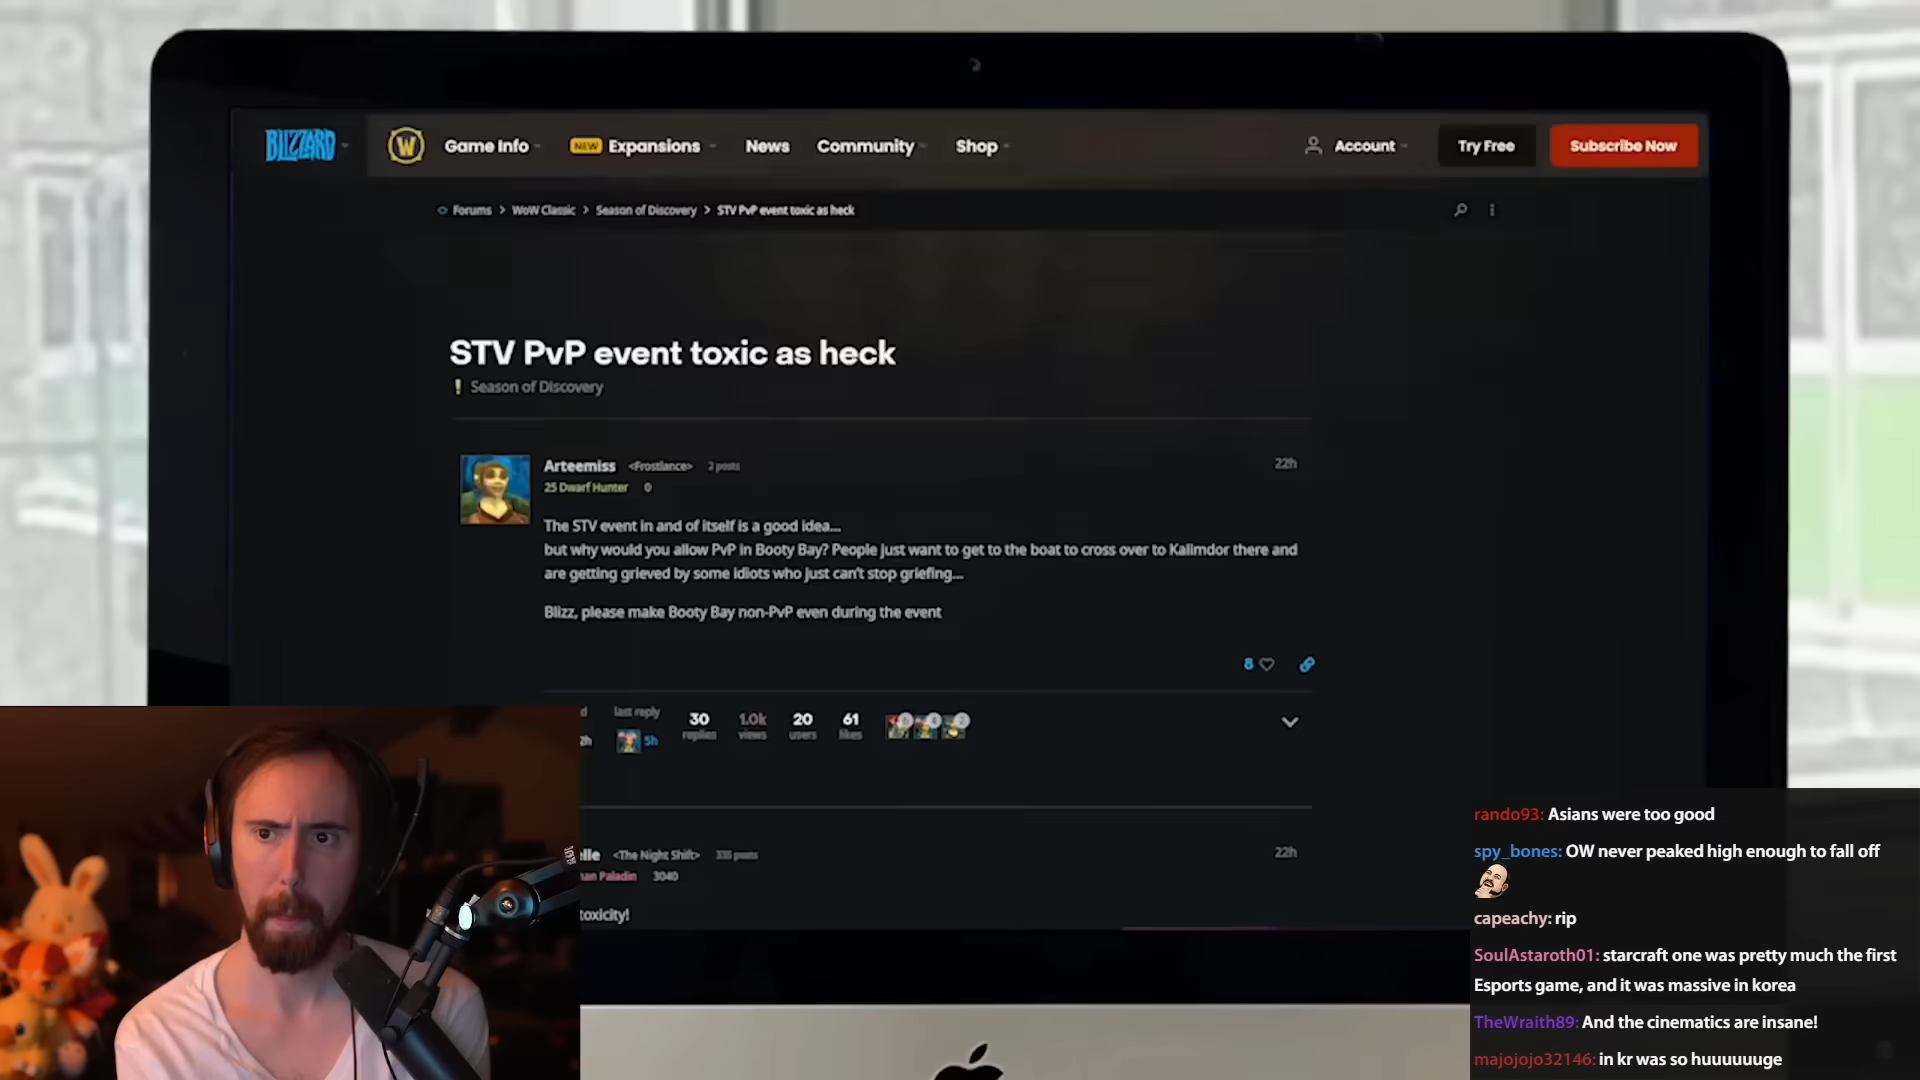 BLIZZARD
W Game Info NEW Expansions News Community Shop Account Try Free Subscribe Now
Forums > WoW Classic > Season of Discovery > STV PvP event toxic as heck
STV PvP event toxic as heck
Season of Discovery
Arteemiss <Frostlance> 2 posts
22h
25 Dwarf Hunter 0
The STV event in and of itself is a good idea...
but why would you allow PvP in Booty Bay? People just want to get to the boat to cross over to Kalimdor there and
are getting grieved by some idiots who just can't stop griefing...
Blizz, please make Booty Bay non-PvP even during the event
8
last reply
5h
30 replies
1.0k views
20 users
61 likes
<The Night Shift> 335 posts
22h
Paladin 3040
toxicity!
rando93: Asians were too good
spy_bones: OW never peaked high enough to fall off
capeachy: rip
SoulAstaroth01: starcraft one was pretty much the first
Esports game, and it was massive in korea
TheWraith89: And the cinematics are insane!
majojojo32146: in kr was so huuuuuuge